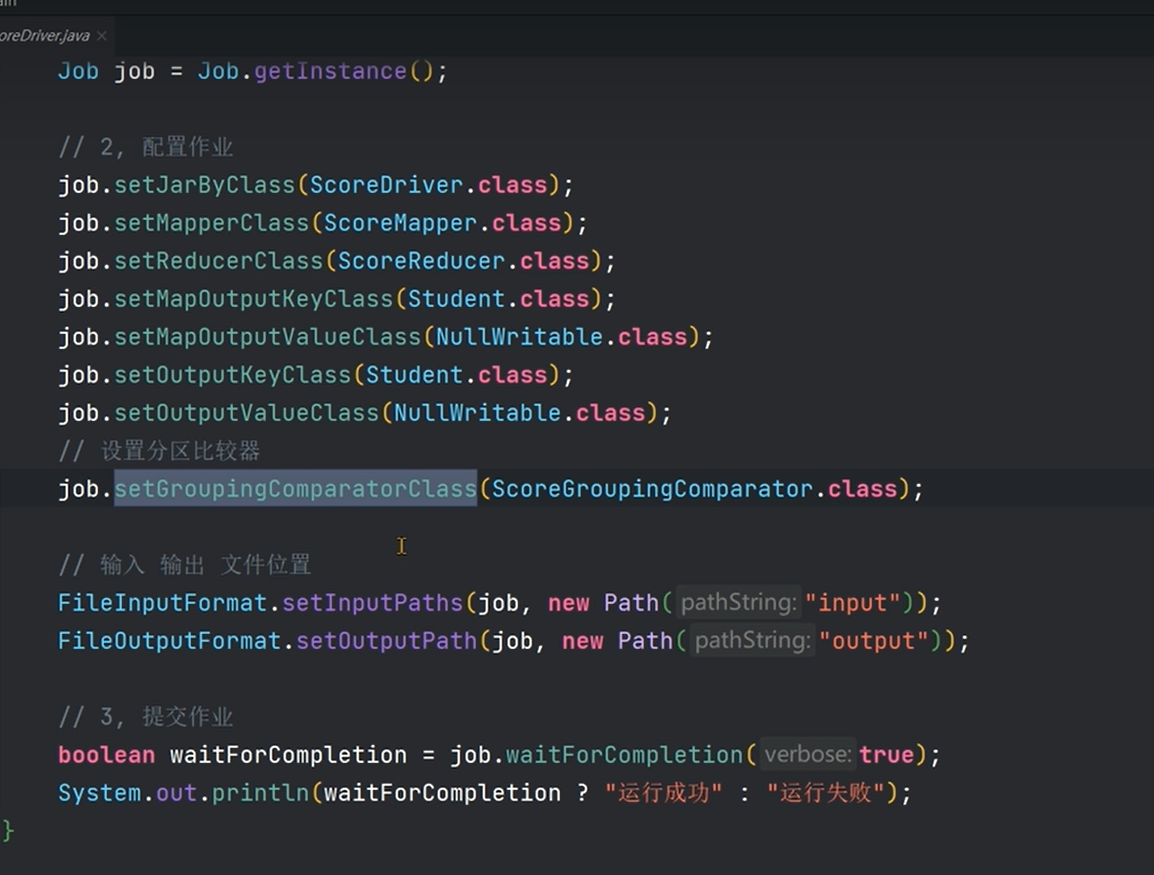 oreDriver.java ×
Job job = Job.getInstance();
// 2, 配置作业
job.setJarByClass(ScoreDriver.class);
job.setMapperClass(ScoreMapper.class);
job.setReducerClass(ScoreReducer.class);
job.setMapOutputKeyClass(Student.class);
job.setMapOutputValueClass(NullWritable.class);
job.setOutputKeyClass(Student.class);
job.setOutputValueClass(NullWritable.class);
// 设置分区比较器
job.setGroupingComparatorClass(ScoreGroupingComparator.class);
// 输入 输出 文件位置
FileInputFormat.setInputPaths(job, new Path( pathString: "input"));
FileOutputFormat.setOutputPath(job, new Path( pathString: "output"));
// 3, 提交作业
boolean waitForCompletion = job.waitForCompletion( verbose: true);
System.out.println(waitForCompletion ? "运行成功" : "运行失败");
}